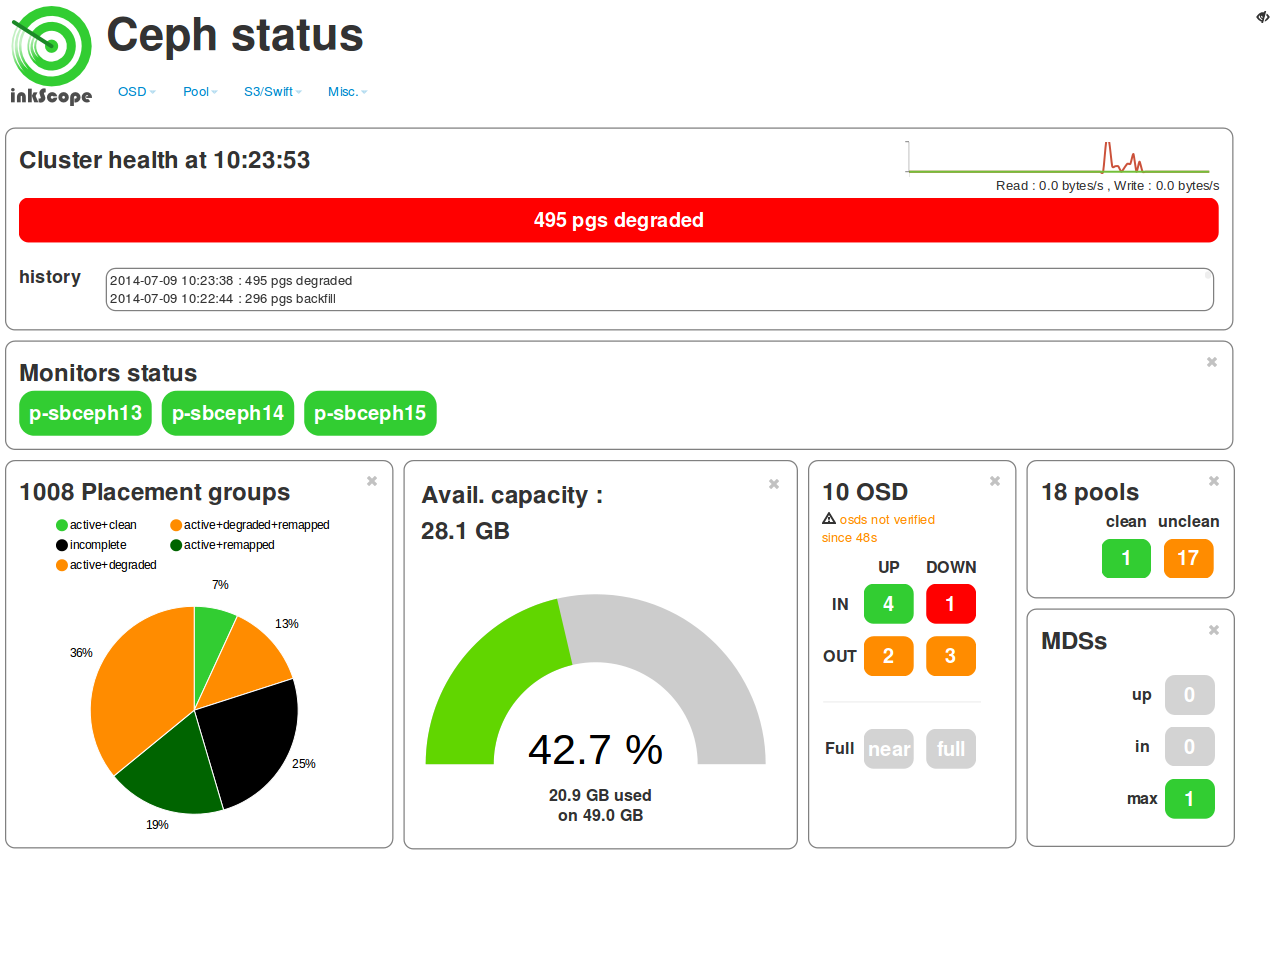 Ceph status
inkScope
OSD Pool S3/Swift Misc.
Cluster health at 10:23:53
Read : 0.0 bytes/s , Write : 0.0 bytes/s
495 pgs degraded
history
2014-07-09 10:23:38 : 495 pgs degraded
2014-07-09 10:22:44 : 296 pgs backfill
Monitors status
p-sbceph13 p-sbceph14 p-sbceph15
1008 Placement groups
active+clean active+degraded+remapped
incomplete active+remapped
active+degraded
7%
13%
36%
25%
19%
Avail. capacity :
28.1 GB
42.7 %
20.9 GB used
on 49.0 GB
10 OSD
osds not verified
since 48s
UP DOWN
IN 4 1
OUT 2 3
Full near full
18 pools
clean unclean
1 17
MDSs
up 0
in 0
max 1